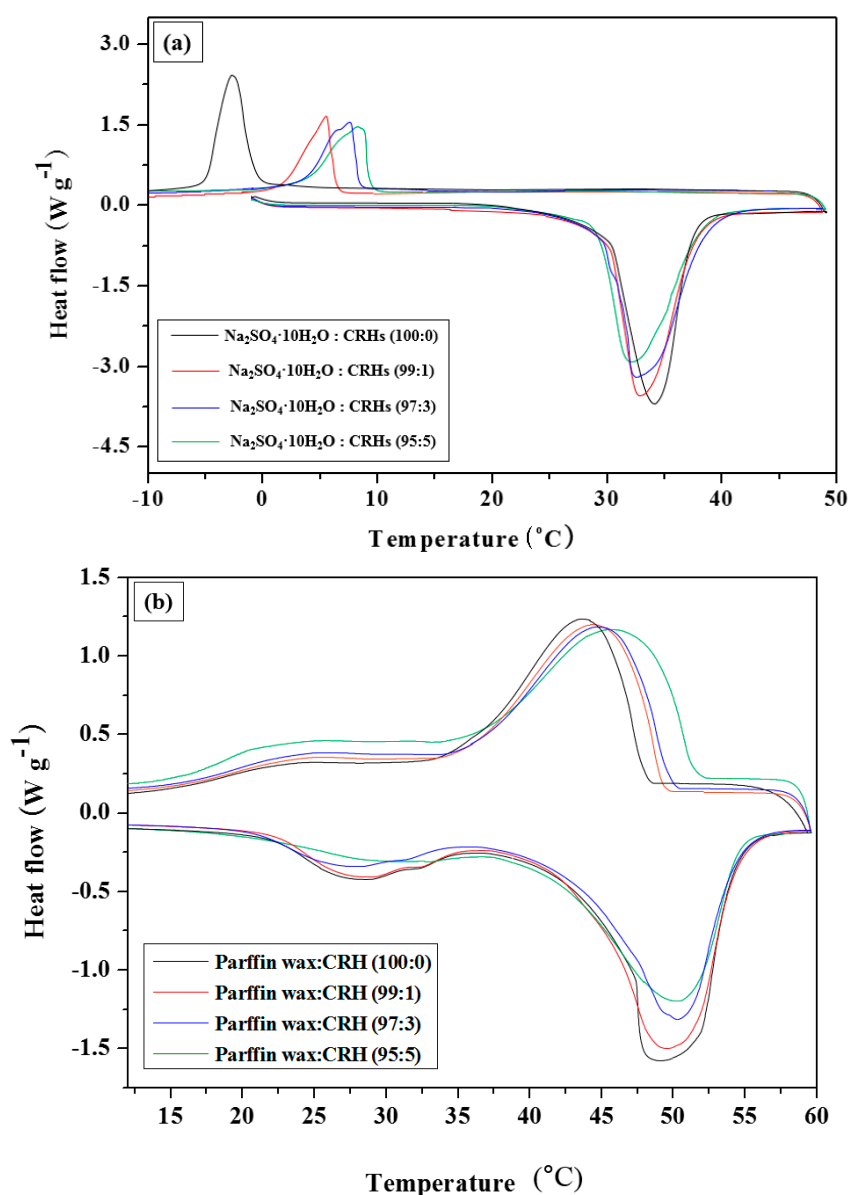 (a)
3.0
1.5
0.0
-1.5
-3.0
-4.5
Heat flow (W g⁻¹)
Na₂SO₄·10H₂O : CRHs (100:0)
Na₂SO₄·10H₂O : CRHs (99:1)
Na₂SO₄·10H₂O : CRHs (97:3)
Na₂SO₄·10H₂O : CRHs (95:5)
-10 0 10 20 30 40 50
Temperature (°C)
(b)
1.5
1.0
0.5
0.0
-0.5
-1.0
-1.5
Heat flow (W g⁻¹)
Parffin wax:CRH (100:0)
Parffin wax:CRH (99:1)
Parffin wax:CRH (97:3)
Parffin wax:CRH (95:5)
15 20 25 30 35 40 45 50 55 60
Temperature (°C)